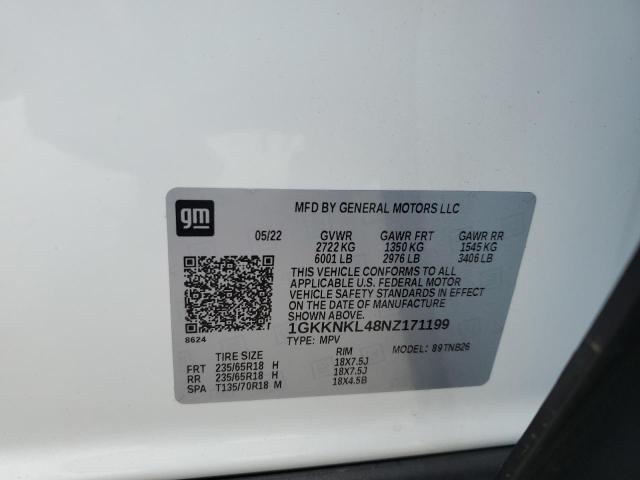 gm
MFD BY GENERAL MOTORS LLC
05/22 GVWR GAWR FRT GAWR RR
2722 KG 1350 KG 1545 KG
6001 LB 2976 LB 3406 LB
THIS VEHICLE CONFORMS TO ALL
APPLICABLE U.S. FEDERAL MOTOR
VEHICLE SAFETY STANDARDS IN EFFECT
ON THE DATE OF MANUFACTURE SHOWN ABOVE.
8624
1GKKNKL48NZ171199
TYPE: MPV MODEL: 89TNB26
TIRE SIZE RIM
FRT 235/65R18 H 18X7.5J
RR 235/65R18 H 18X7.5J
SPA T135/70R18 M 18X4.5B